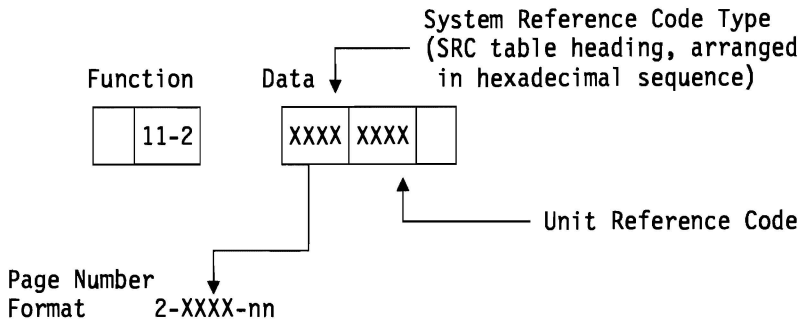 System Reference Code Type
(SRC table heading, arranged
in hexadecimal sequence)
Function Data
11-2 XXXX XXXX
Unit Reference Code
Page Number
Format 2-XXXX-nn